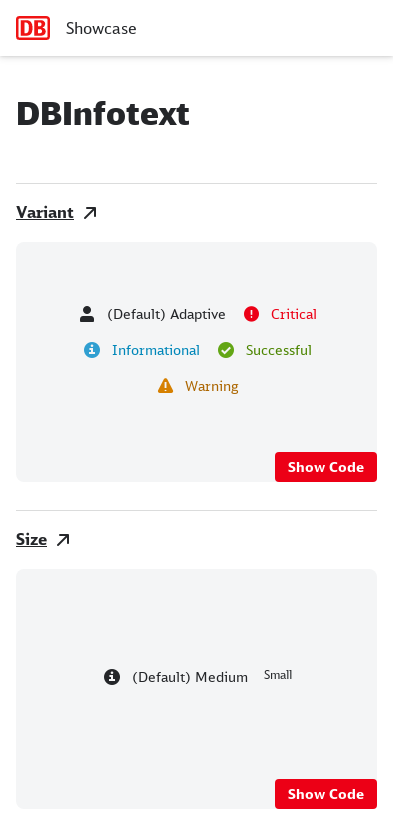 DB Showcase
DBInfotext
Variant
(Default) Adaptive Critical
Informational Successful
Warning
Show Code
Size
(Default) Medium Small
Show Code